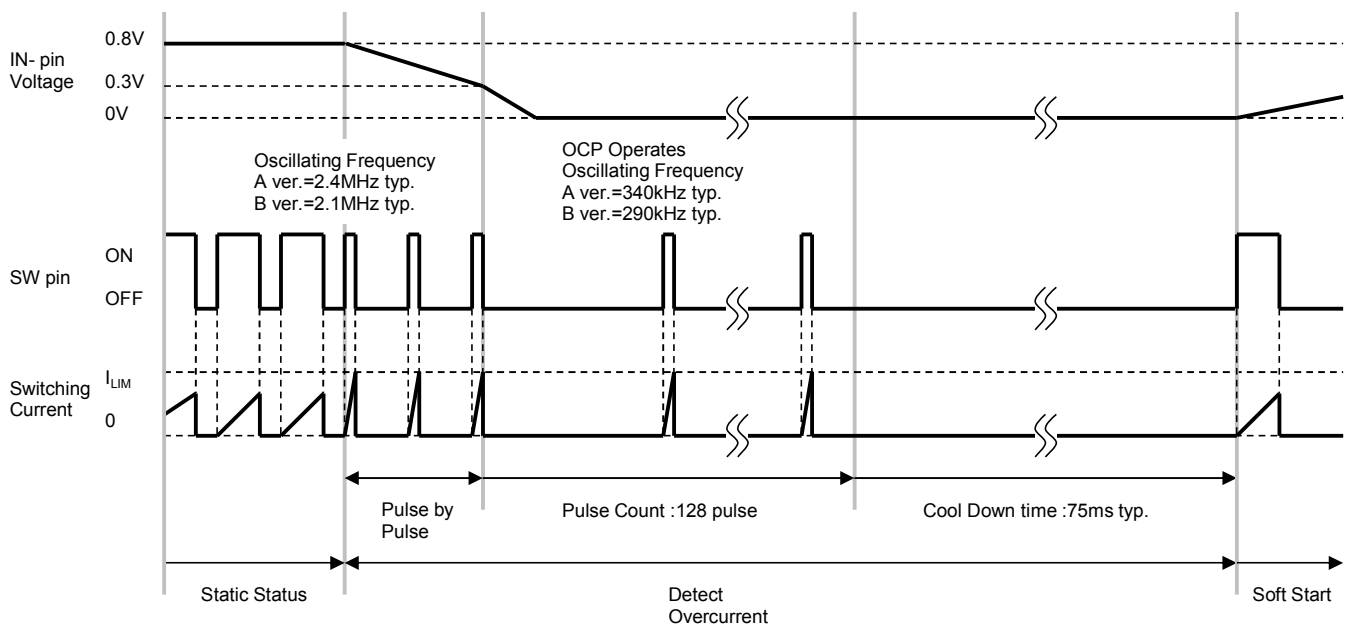 IN- pin
Voltage
0.8V
0.3V
0V
Oscillating Frequency
A ver.=2.4MHz typ.
B ver.=2.1MHz typ.
OCP Operates
Oscillating Frequency
A ver.=340kHz typ.
B ver.=290kHz typ.
SW pin
ON
OFF
Switching
Current
ILIM
0
Pulse by
Pulse
Pulse Count :128 pulse
Cool Down time :75ms typ.
Static Status
Detect
Overcurrent
Soft Start